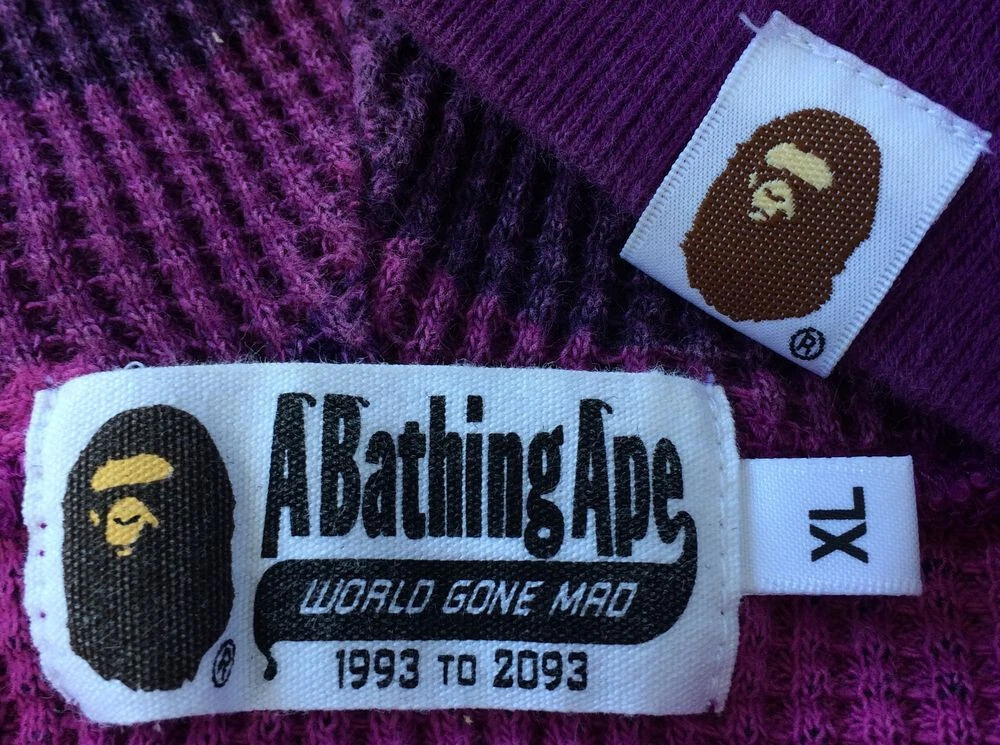 ®
A Bathing Ape
WORLD GONE MAD
1993 TO 2093
®
XL